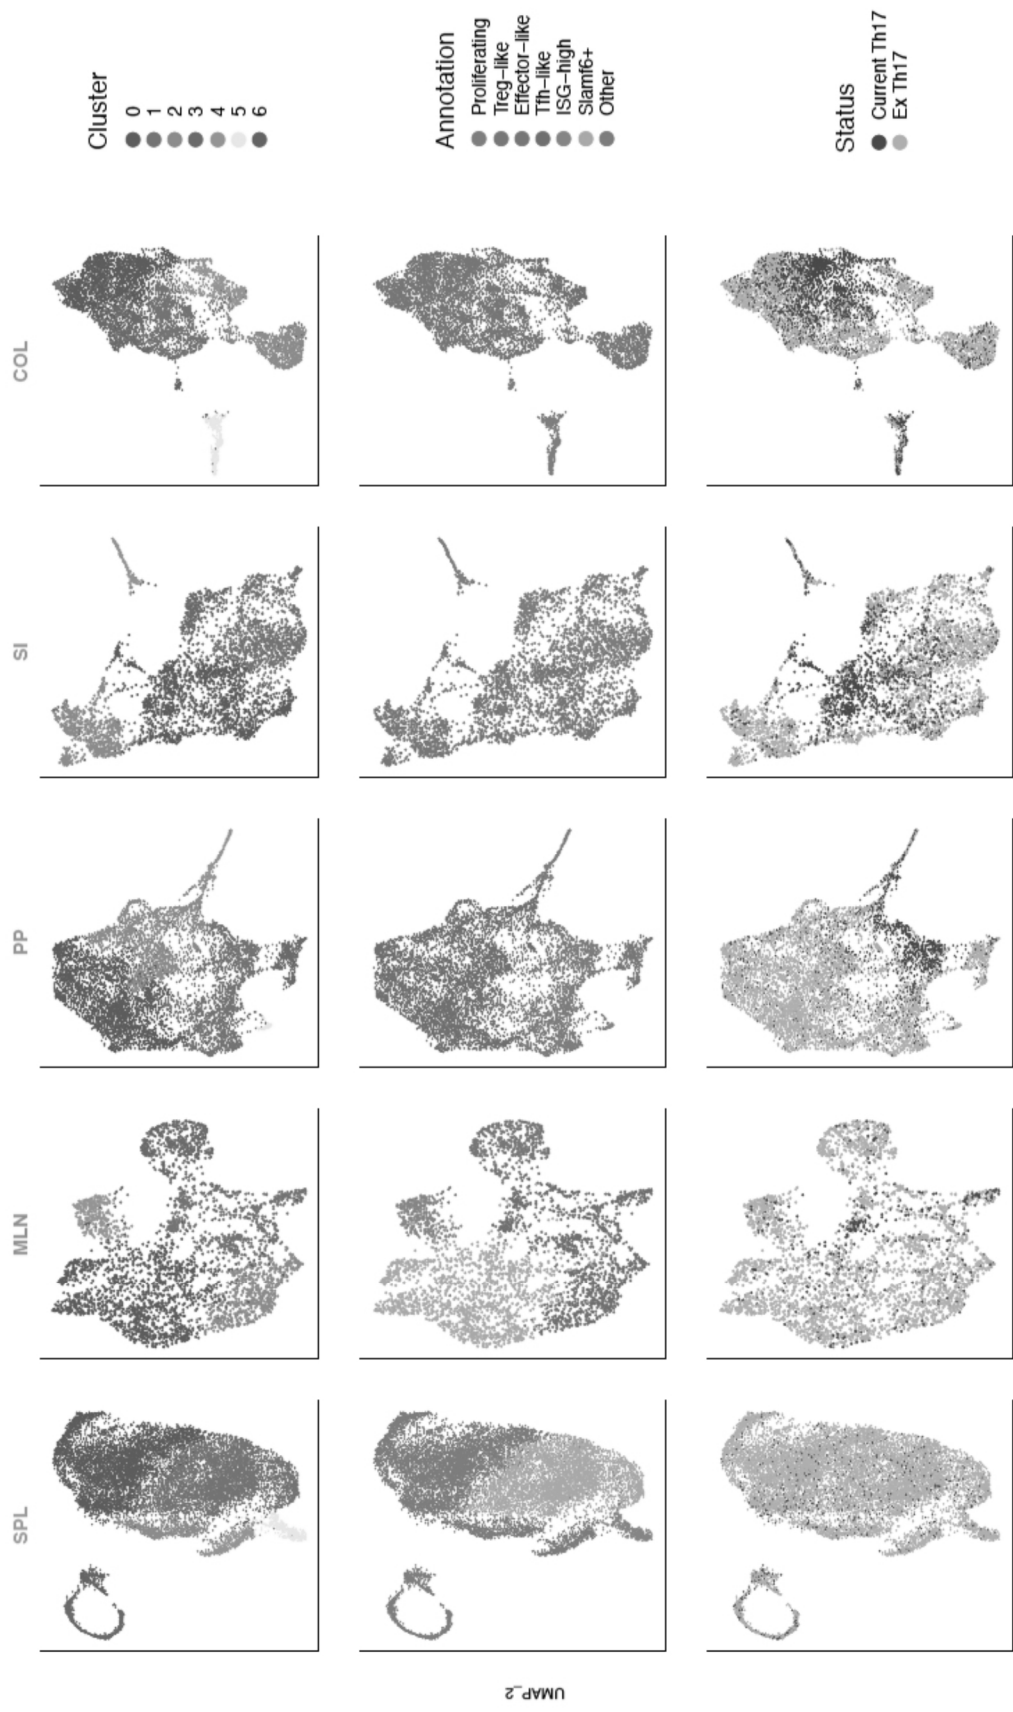 SPL
MLN
PP
SI
COL
Cluster
0
1
2
3
4
5
6
Annotation
Proliferating
Treg-like
Effector-like
Tfh-like
ISG-high
Slamf6+
Other
Status
Current Th17
Ex Th17
UMAP_2